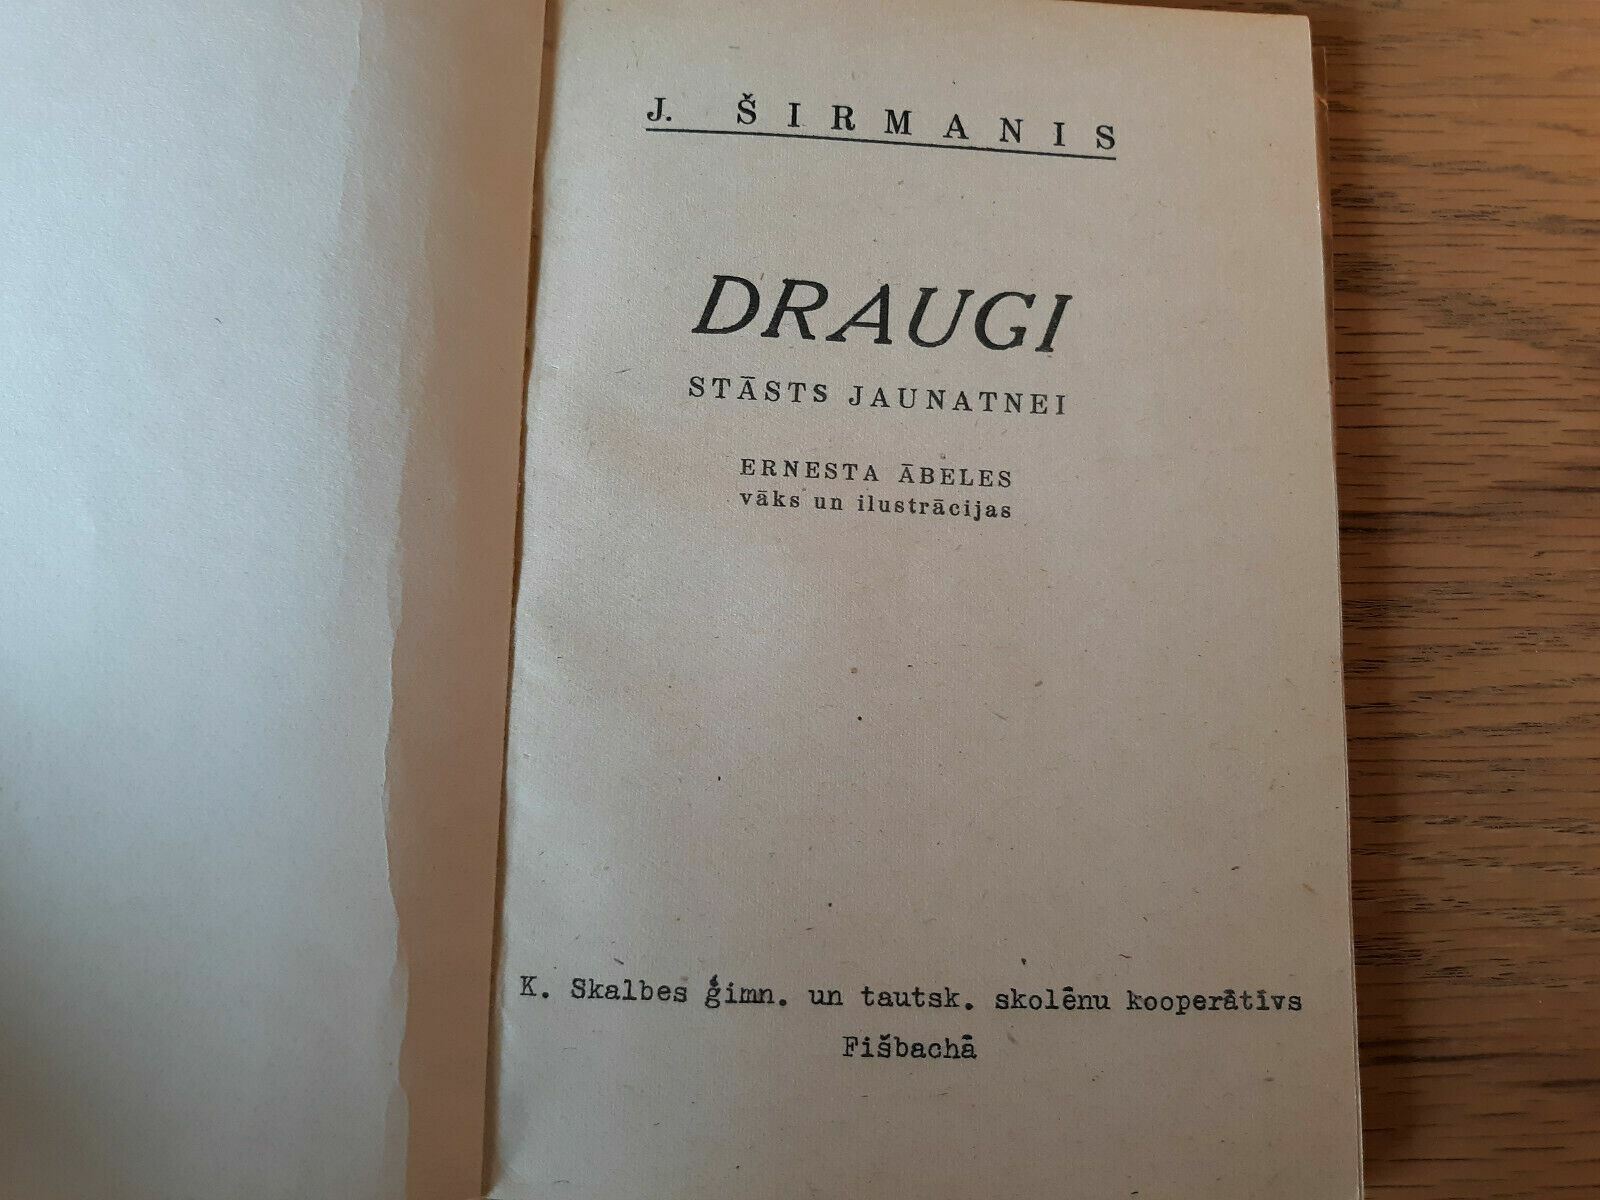 J. ŠIRMANIS
DRAUGI
STĀSTS JAUNATNEI
ERNESTA ĀBELES
vāks un ilustrācijas
K. Skalbes ģimn. un tautsk. skolēnu kooperātīvs
Fišbachā